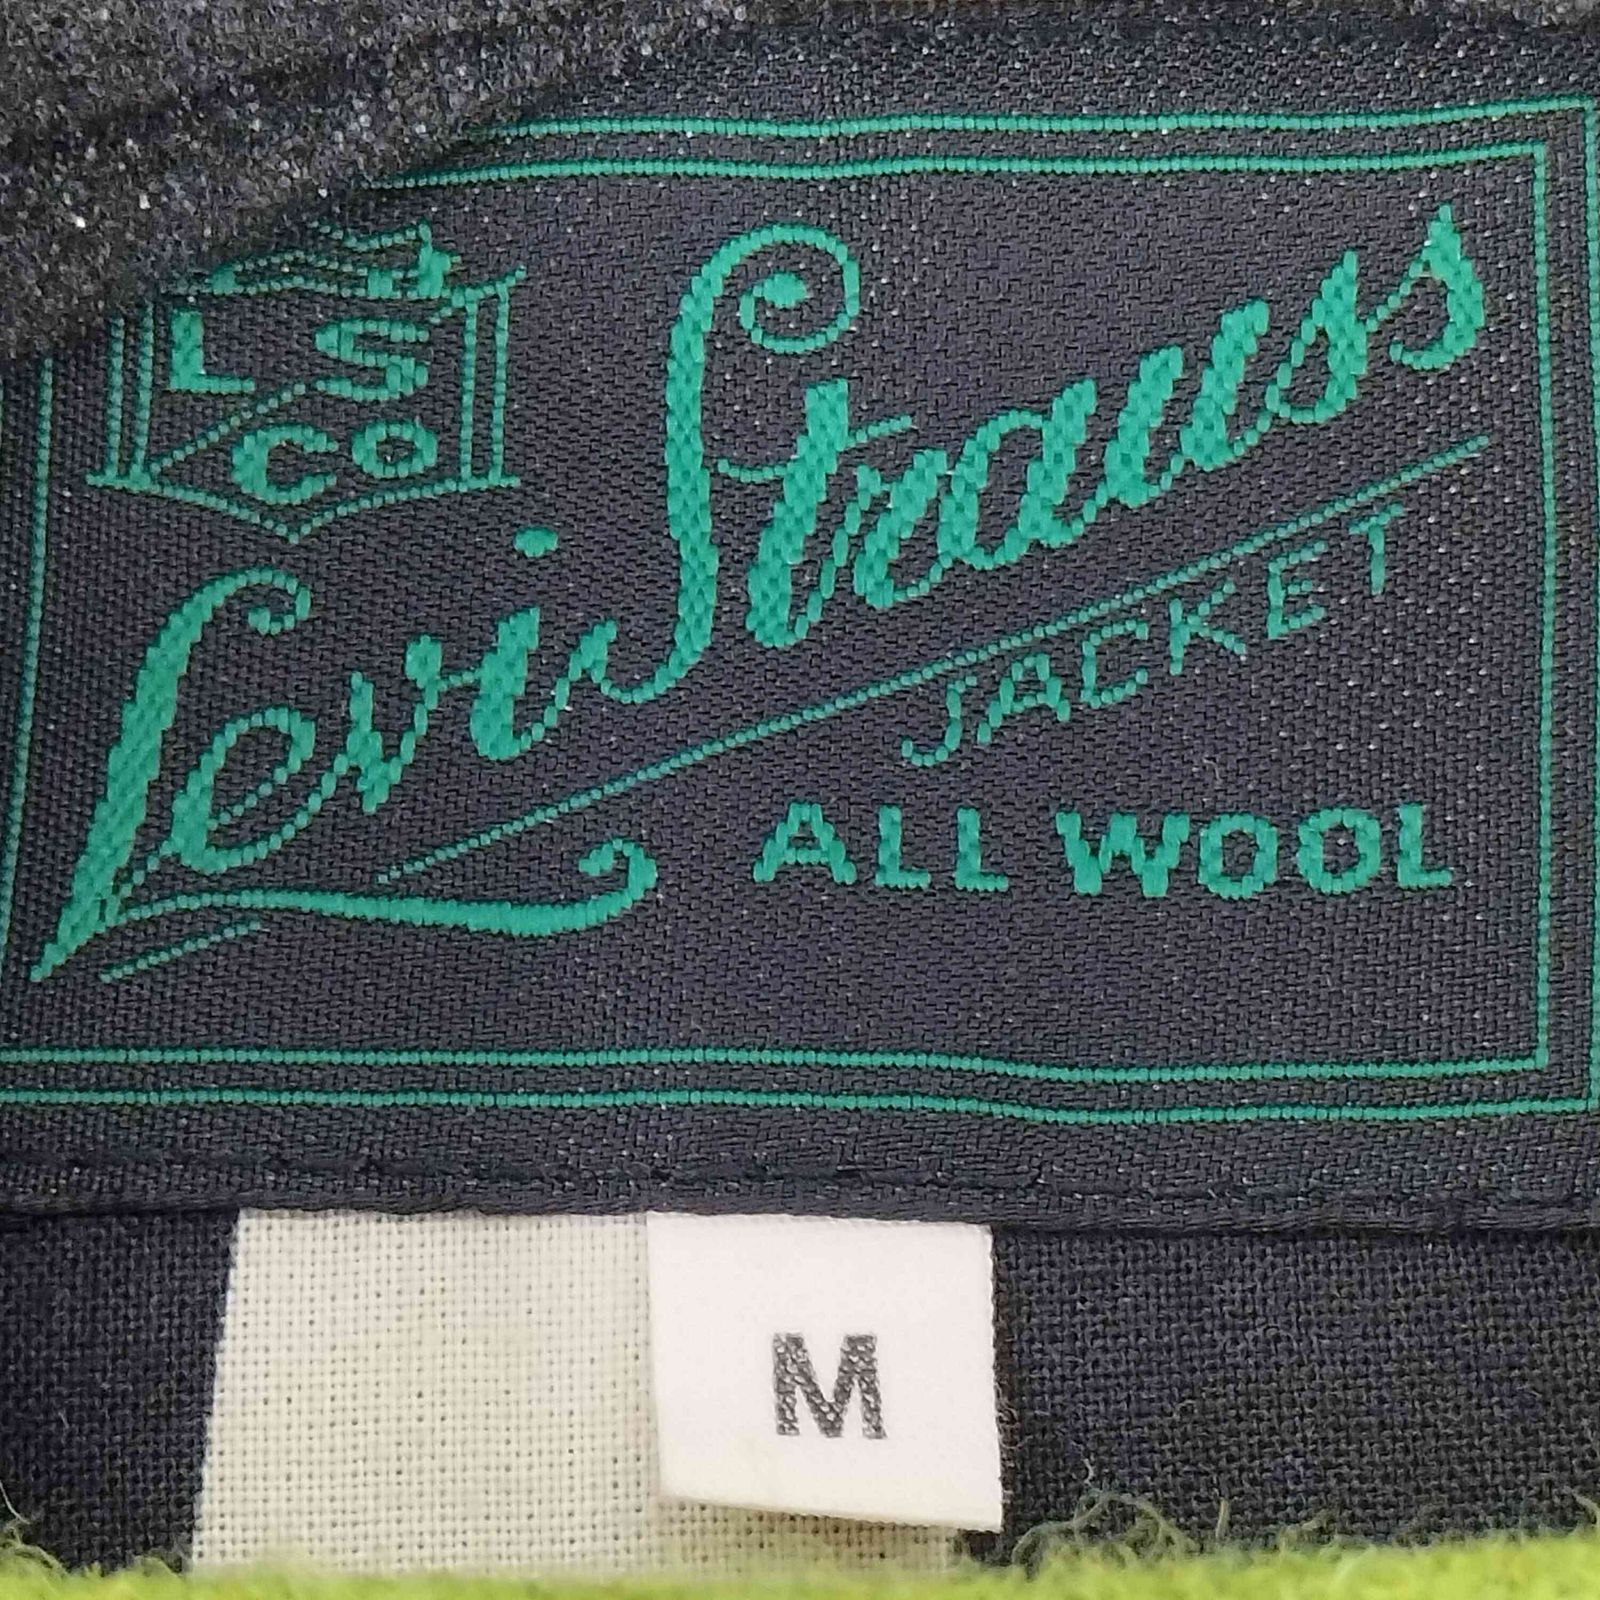 L S
CO
Levi Strauss
JACKET
ALL WOOL
M